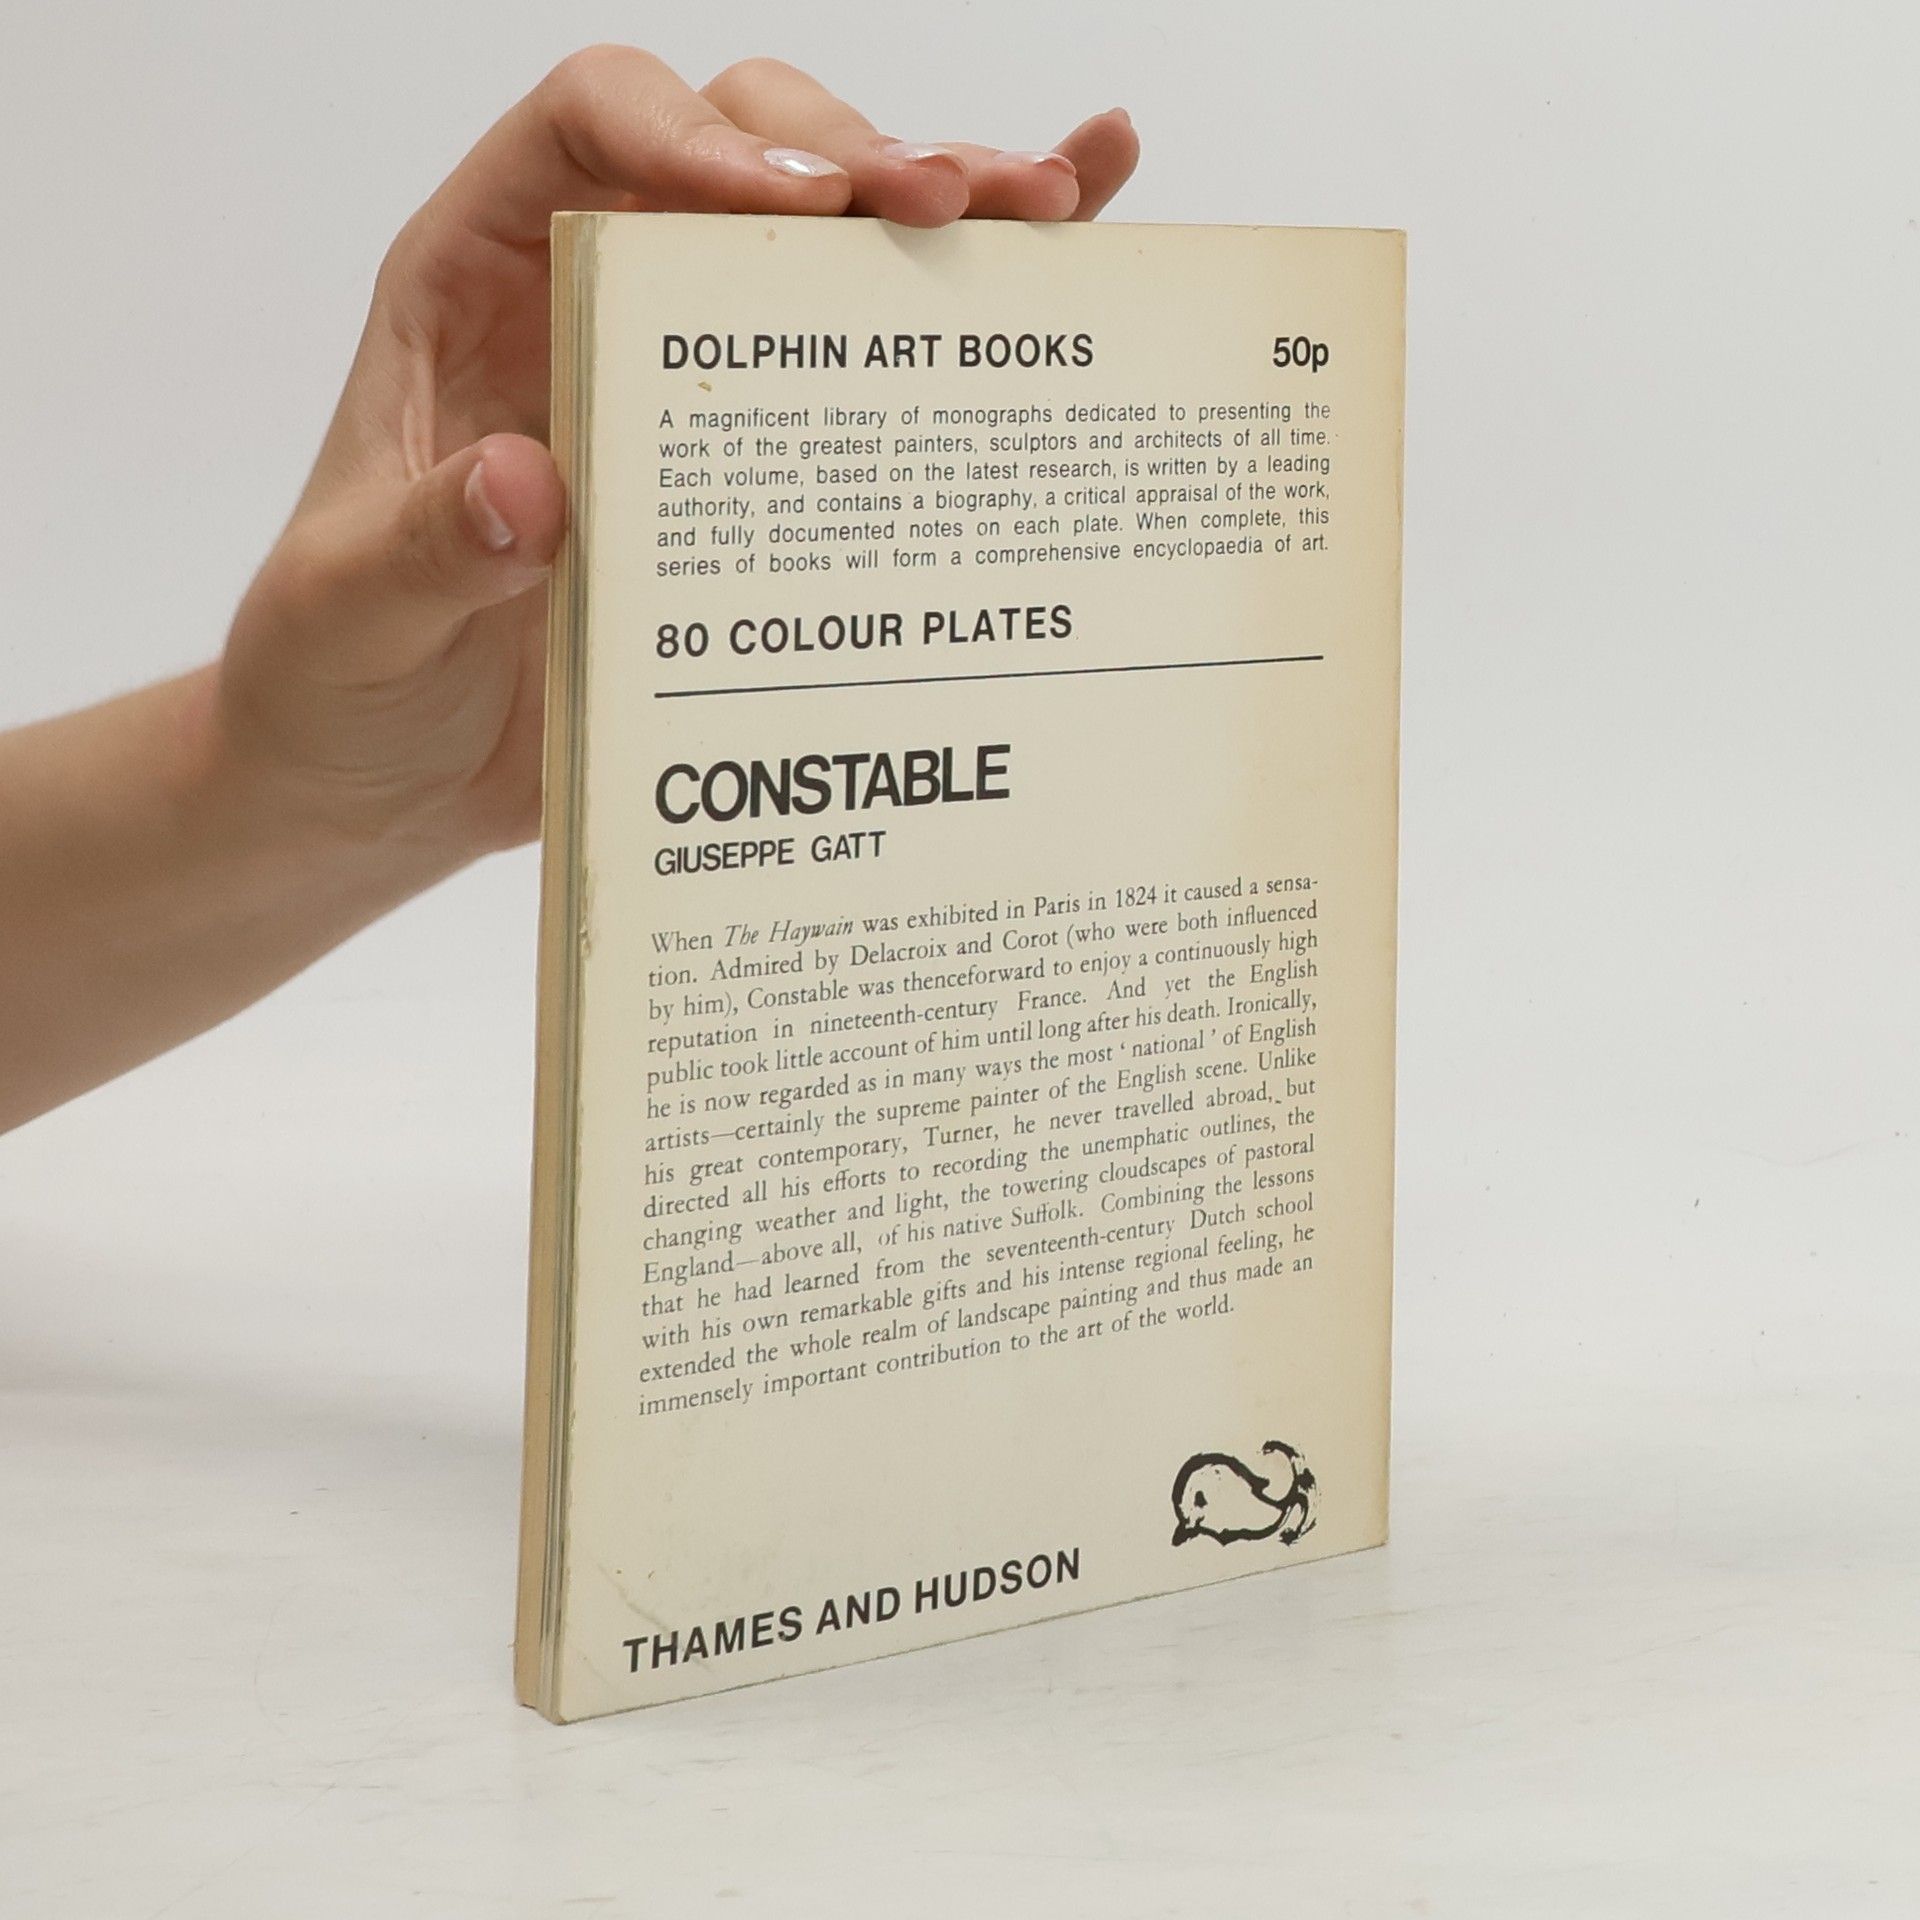 DOLPHIN ART BOOKS 50p
A magnificent library of monographs dedicated to presenting the
work of the greatest painters, sculptors and architects of all time.
Each volume, based on the latest research, is written by a leading
authority, and contains a biography, a critical appraisal of the work,
and fully documented notes on each plate. When complete, this
series of books will form a comprehensive encyclopaedia of art.
80 COLOUR PLATES
CONSTABLE
GIUSEPPE GATT
When The Haywain was exhibited in Paris in 1824 it caused a sensa-
tion. Admired by Delacroix and Corot (who were both influenced
by him), Constable was thenceforward to enjoy a continuously high
reputation in nineteenth-century France. And yet the English
public took little account of him until long after his death. Ironically,
he is now regarded as in many ways the most ‘ national ’ of English
artists—certainly the supreme painter of the English scene. Unlike
his great contemporary, Turner, he never travelled abroad, but
directed all his efforts to recording the unemphatic outlines, the
changing weather and light, the towering cloudscapes of pastoral
England—above all, of his native Suffolk. Combining the lessons
that he had learned from the seventeenth-century Dutch school
with his own remarkable gifts and his intense regional feeling, he
extended the whole realm of landscape painting and thus made an
immensely important contribution to the art of the world.
THAMES AND HUDSON